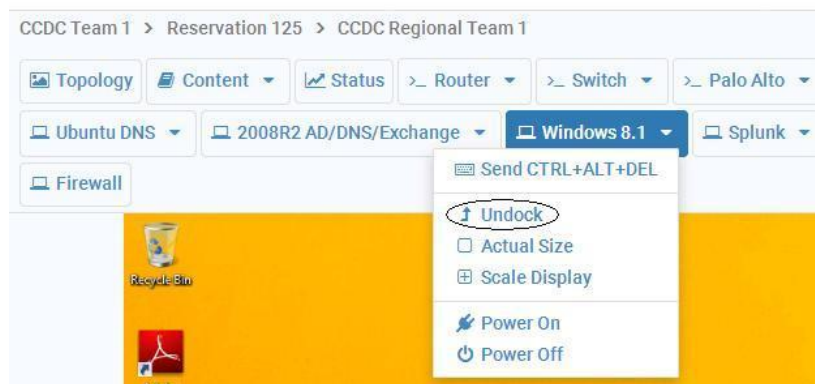 CCDC Team 1 > Reservation 125 > CCDC Regional Team 1
Topology Content Status >_ Router >_ Switch >_ Palo Alto
Ubuntu DNS 2008R2 AD/DNS/Exchange Windows 8.1 Splunk
Send CTRL+ALT+DEL
Firewall
Undock
Actual Size
Scale Display
Recycle Bin
Power On
Power Off